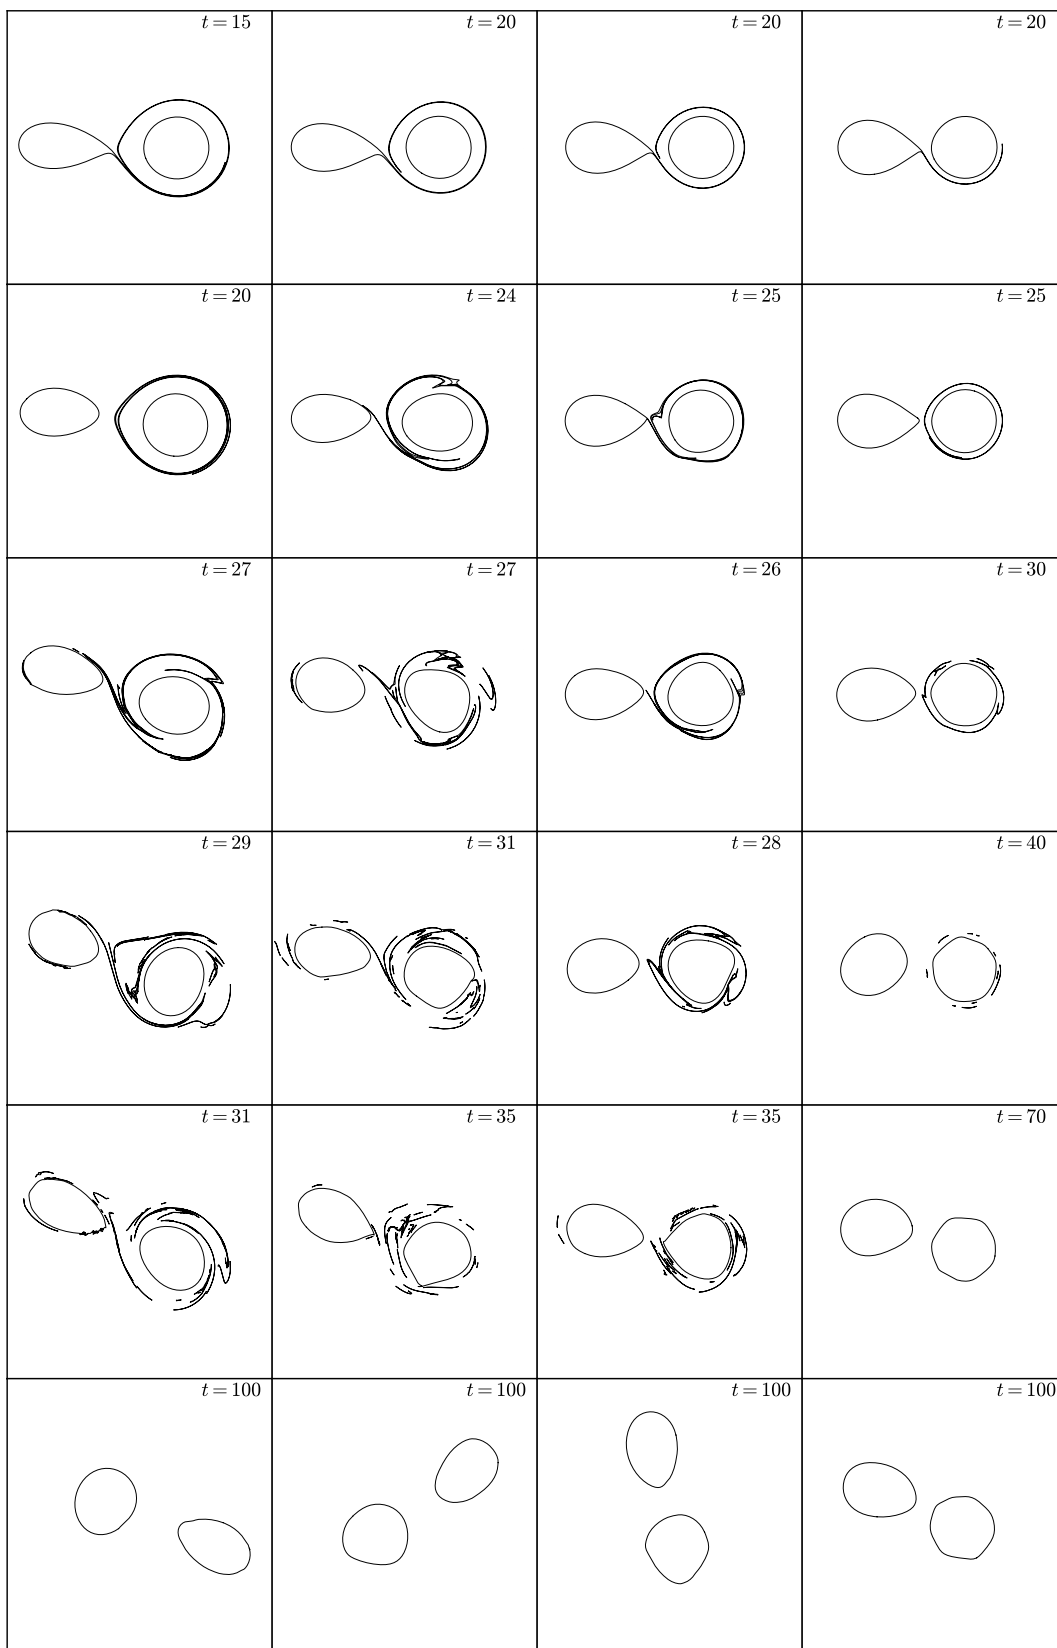 t = 15
t = 20
t = 20
t = 20
t = 20
t = 24
t = 25
t = 25
t = 27
t = 27
t = 26
t = 30
t = 29
t = 31
t = 28
t = 40
t = 31
t = 35
t = 35
t = 70
t = 100
t = 100
t = 100
t = 100